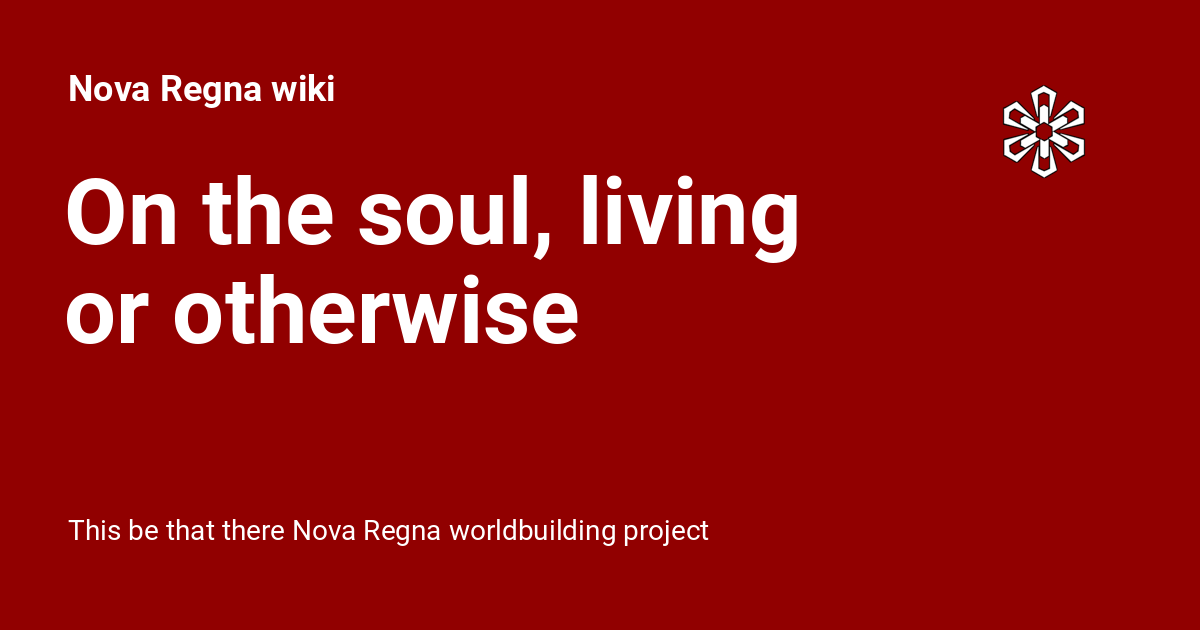 Nova Regna wiki
On the soul, living
or otherwise
This be that there Nova Regna worldbuilding project